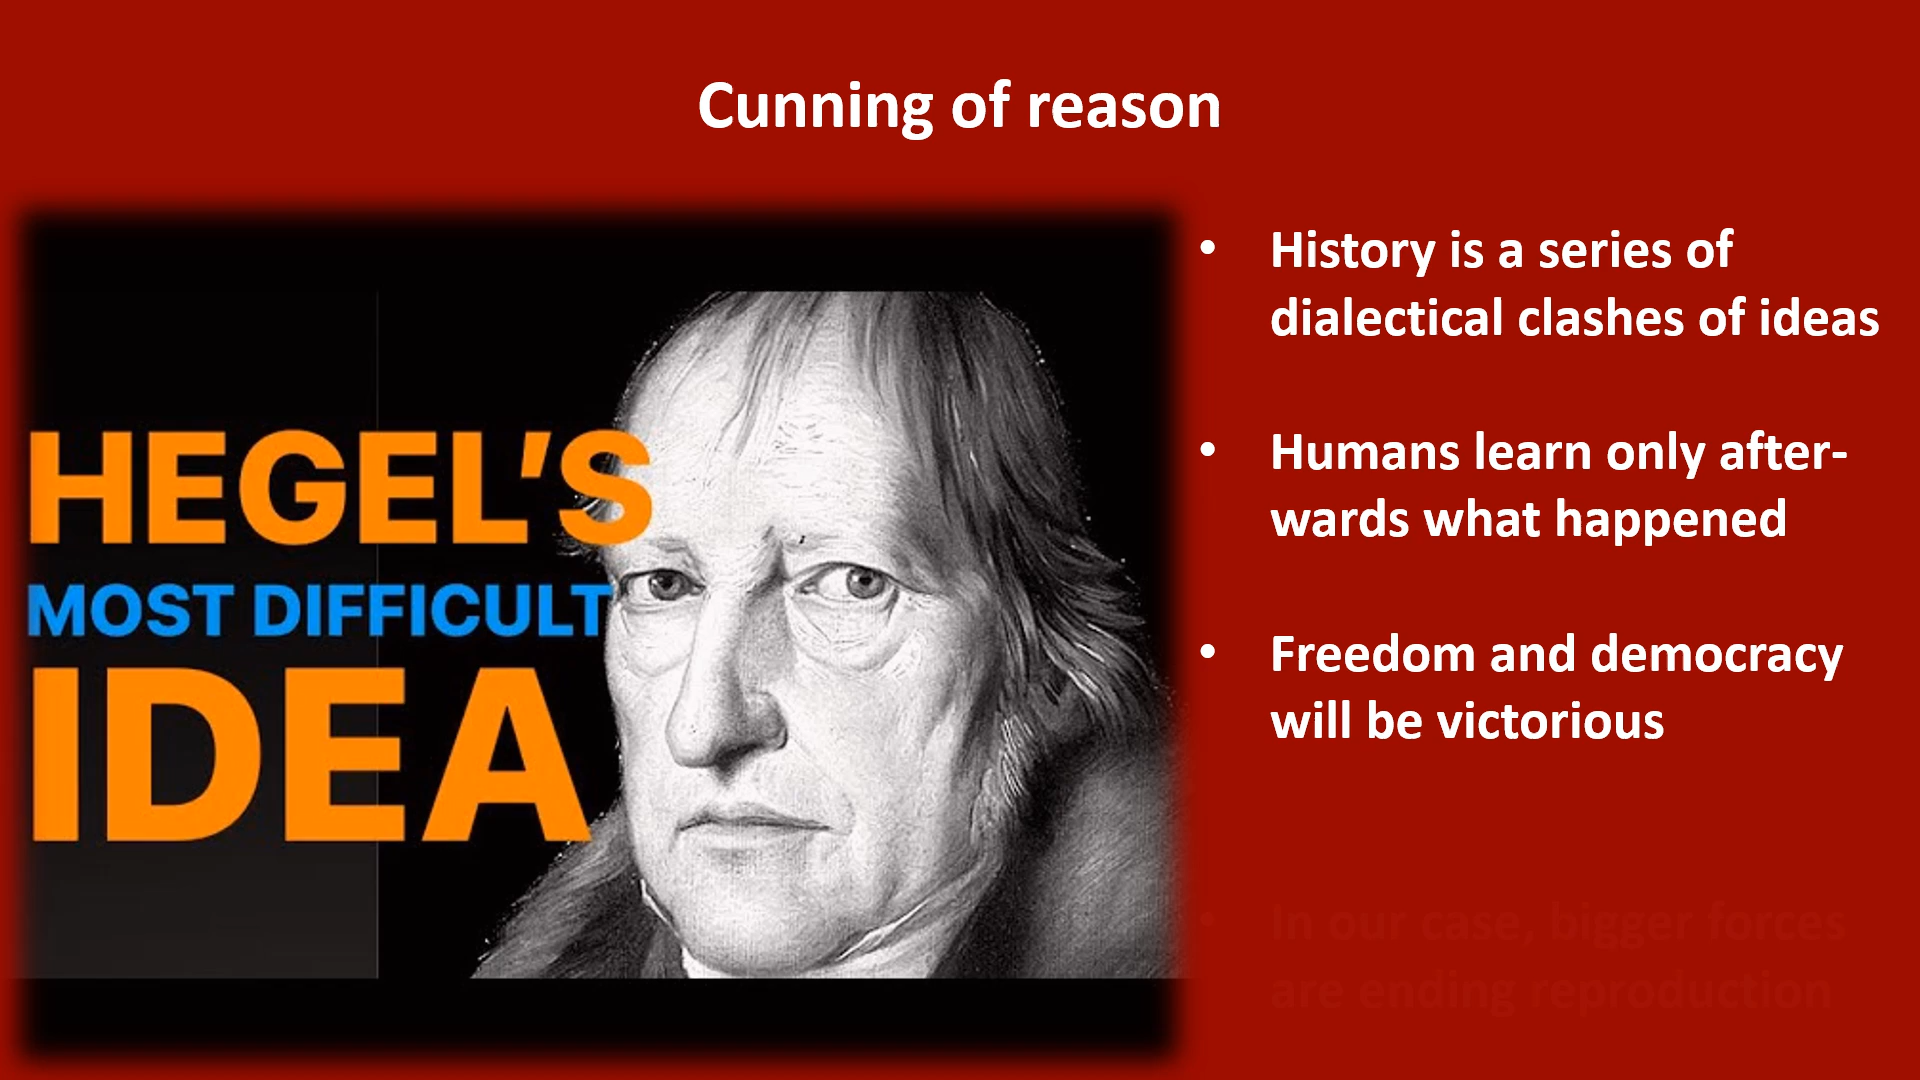 Cunning of reason
HEGEL'S
MOST DIFFICULT
IDEA
• History is a series of
dialectical clashes of ideas
• Humans learn only after-
wards what happened
• Freedom and democracy
will be victorious
• In our case, bigger forces
are ending reproduction